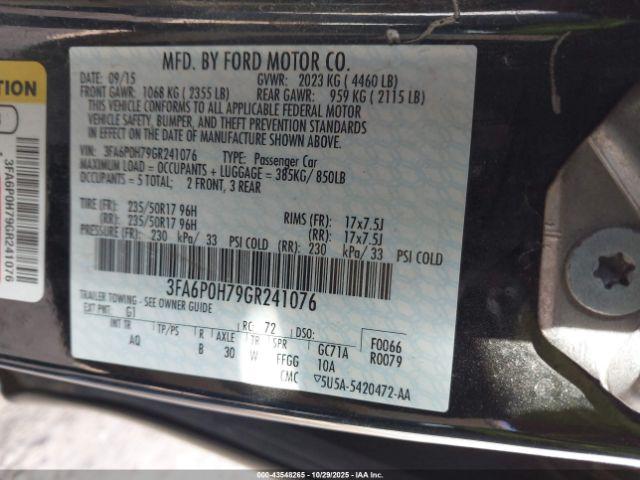 MFD. BY FORD MOTOR CO.
DATE: 09/15 GVWR: 2023 KG ( 4460 LB)
FRONT GAWR: 1068 KG ( 2355 LB) REAR GAWR: 959 KG ( 2115 LB)
THIS VEHICLE CONFORMS TO ALL APPLICABLE FEDERAL MOTOR
VEHICLE SAFETY, BUMPER, AND THEFT PREVENTION STANDARDS
IN EFFECT ON THE DATE OF MANUFACTURE SHOWN ABOVE.
VIN: 3FA6P0H79GR241076 TYPE: Passenger Car
MAXIMUM LOAD = OCCUPANTS + LUGGAGE = 385KG/ 850LB
OCCUPANTS = 5 TOTAL; 2 FRONT, 3 REAR
TIRE (FR): 235/50R17 96H RIMS (FR): 17x7.5J
(RR): 235/50R17 96H (RR): 17x7.5J
PRESSURE (FR): 230 kPa/ 33 PSI COLD (RR): 230 kPa/ 33 PSI COLD
3FA6P0H79GR241076
TRAILER TOWING - SEE OWNER GUIDE
EXT PNT: G1 RC: 72 DSO: F0066
INT TR TP/PS R AXLE TR SPR GC71A R0079
AQ B 30 W FFGG 10A
CMC ▽5U5A-5420472-AA
TION
3FA6P0H79GR241076
000-43548265 - 10/29/2025 - IAA Inc.